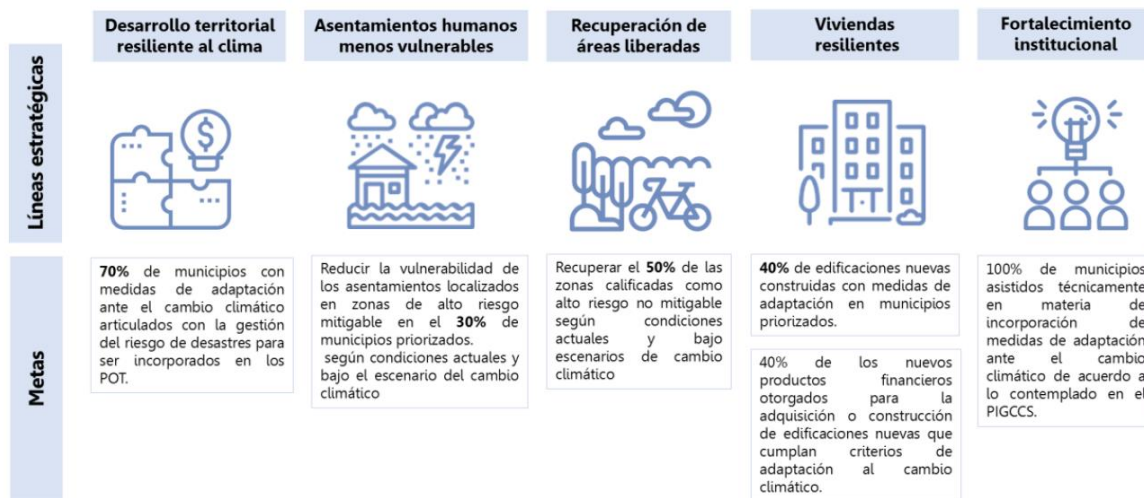 Desarrollo territorial
resiliente al clima
Asentamientos humanos
menos vulnerables
Recuperación de
áreas liberadas
Viviendas
resilientes
Fortalecimiento
institucional
Líneas estratégicas
Metas
70% de municipios con
medidas de adaptación
ante el cambio climático
articulados con la gestión
del riesgo de desastres para
ser incorporados en los
POT.
Reducir la vulnerabilidad de
los asentamientos localizados
en zonas de alto riesgo
mitigable en el 30% de
municipios priorizados.
según condiciones actuales y
bajo el escenario del cambio
climático
Recuperar el 50% de las
zonas calificadas como
alto riesgo no mitigable
según condiciones
actuales y bajo
escenarios de cambio
climático
40% de edificaciones nuevas
construidas con medidas de
adaptación en municipios
priorizados.
40% de los nuevos
productos financieros
otorgados para la
adquisición o construcción
de edificaciones nuevas que
cumplan criterios de
adaptación al cambio
climático.
100% de municipios
asistidos técnicamente
en materia de
incorporación de
medidas de adaptación
ante el cambio
climático de acuerdo a
lo contemplado en el
PIGCCS.